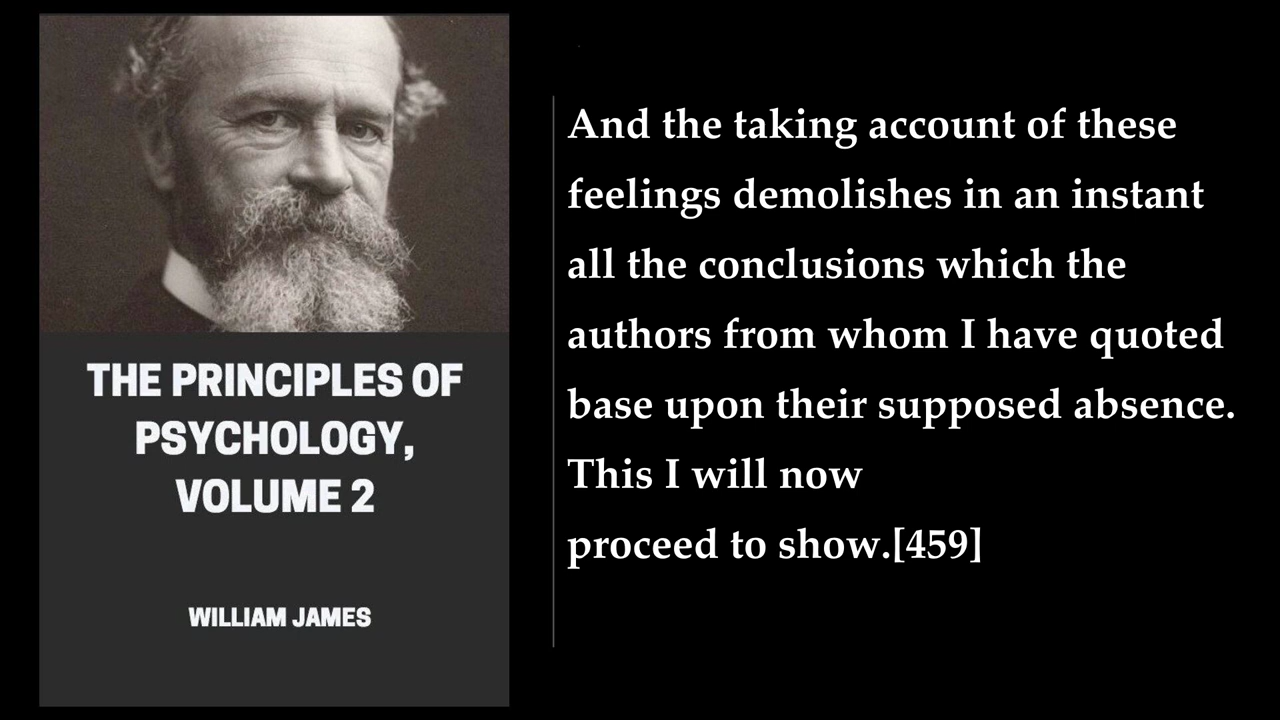 THE PRINCIPLES OF
PSYCHOLOGY,
VOLUME 2
WILLIAM JAMES
And the taking account of these
feelings demolishes in an instant
all the conclusions which the
authors from whom I have quoted
base upon their supposed absence.
This I will now
proceed to show.[459]